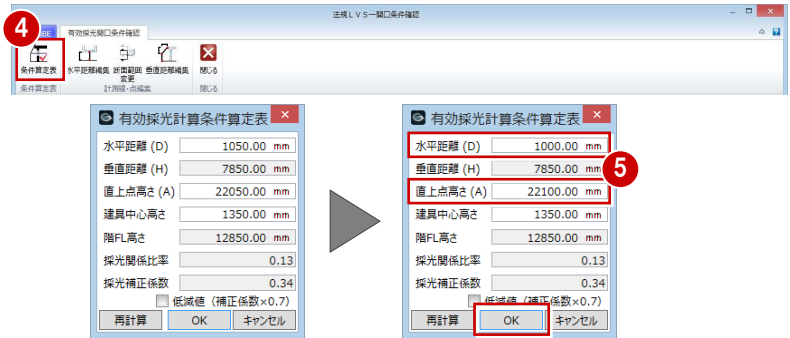 法規ＬＶＳ－開口条件確認
4
BE 有効採光開口条件確認
条件算定表 水平距離編集 断面範囲変更 垂直距離編集 閉じる
条件算定表 計測線・点編集 閉じる
有効採光計算条件算定表
水平距離 (D) 1050.00 mm
垂直距離 (H) 7850.00 mm
直上点高さ (A) 22050.00 mm
建具中心高さ 1350.00 mm
階FL高さ 12850.00 mm
採光関係比率 0.13
採光補正係数 0.34
低減値（補正係数×0.7）
再計算 OK キャンセル
有効採光計算条件算定表
水平距離 (D) 1000.00 mm
5
垂直距離 (H) 7850.00 mm
直上点高さ (A) 22100.00 mm
建具中心高さ 1350.00 mm
階FL高さ 12850.00 mm
採光関係比率 0.13
採光補正係数 0.34
低減値（補正係数×0.7）
再計算 OK キャンセル